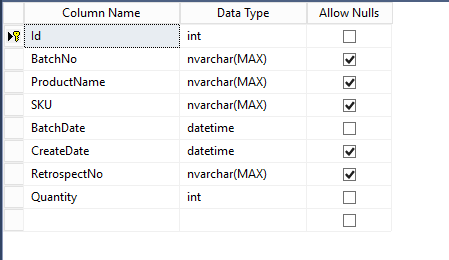 Column Name Data Type Allow Nulls
Id int
BatchNo nvarchar(MAX)
ProductName nvarchar(MAX)
SKU nvarchar(MAX)
BatchDate datetime
CreateDate datetime
RetrospectNo nvarchar(MAX)
Quantity int